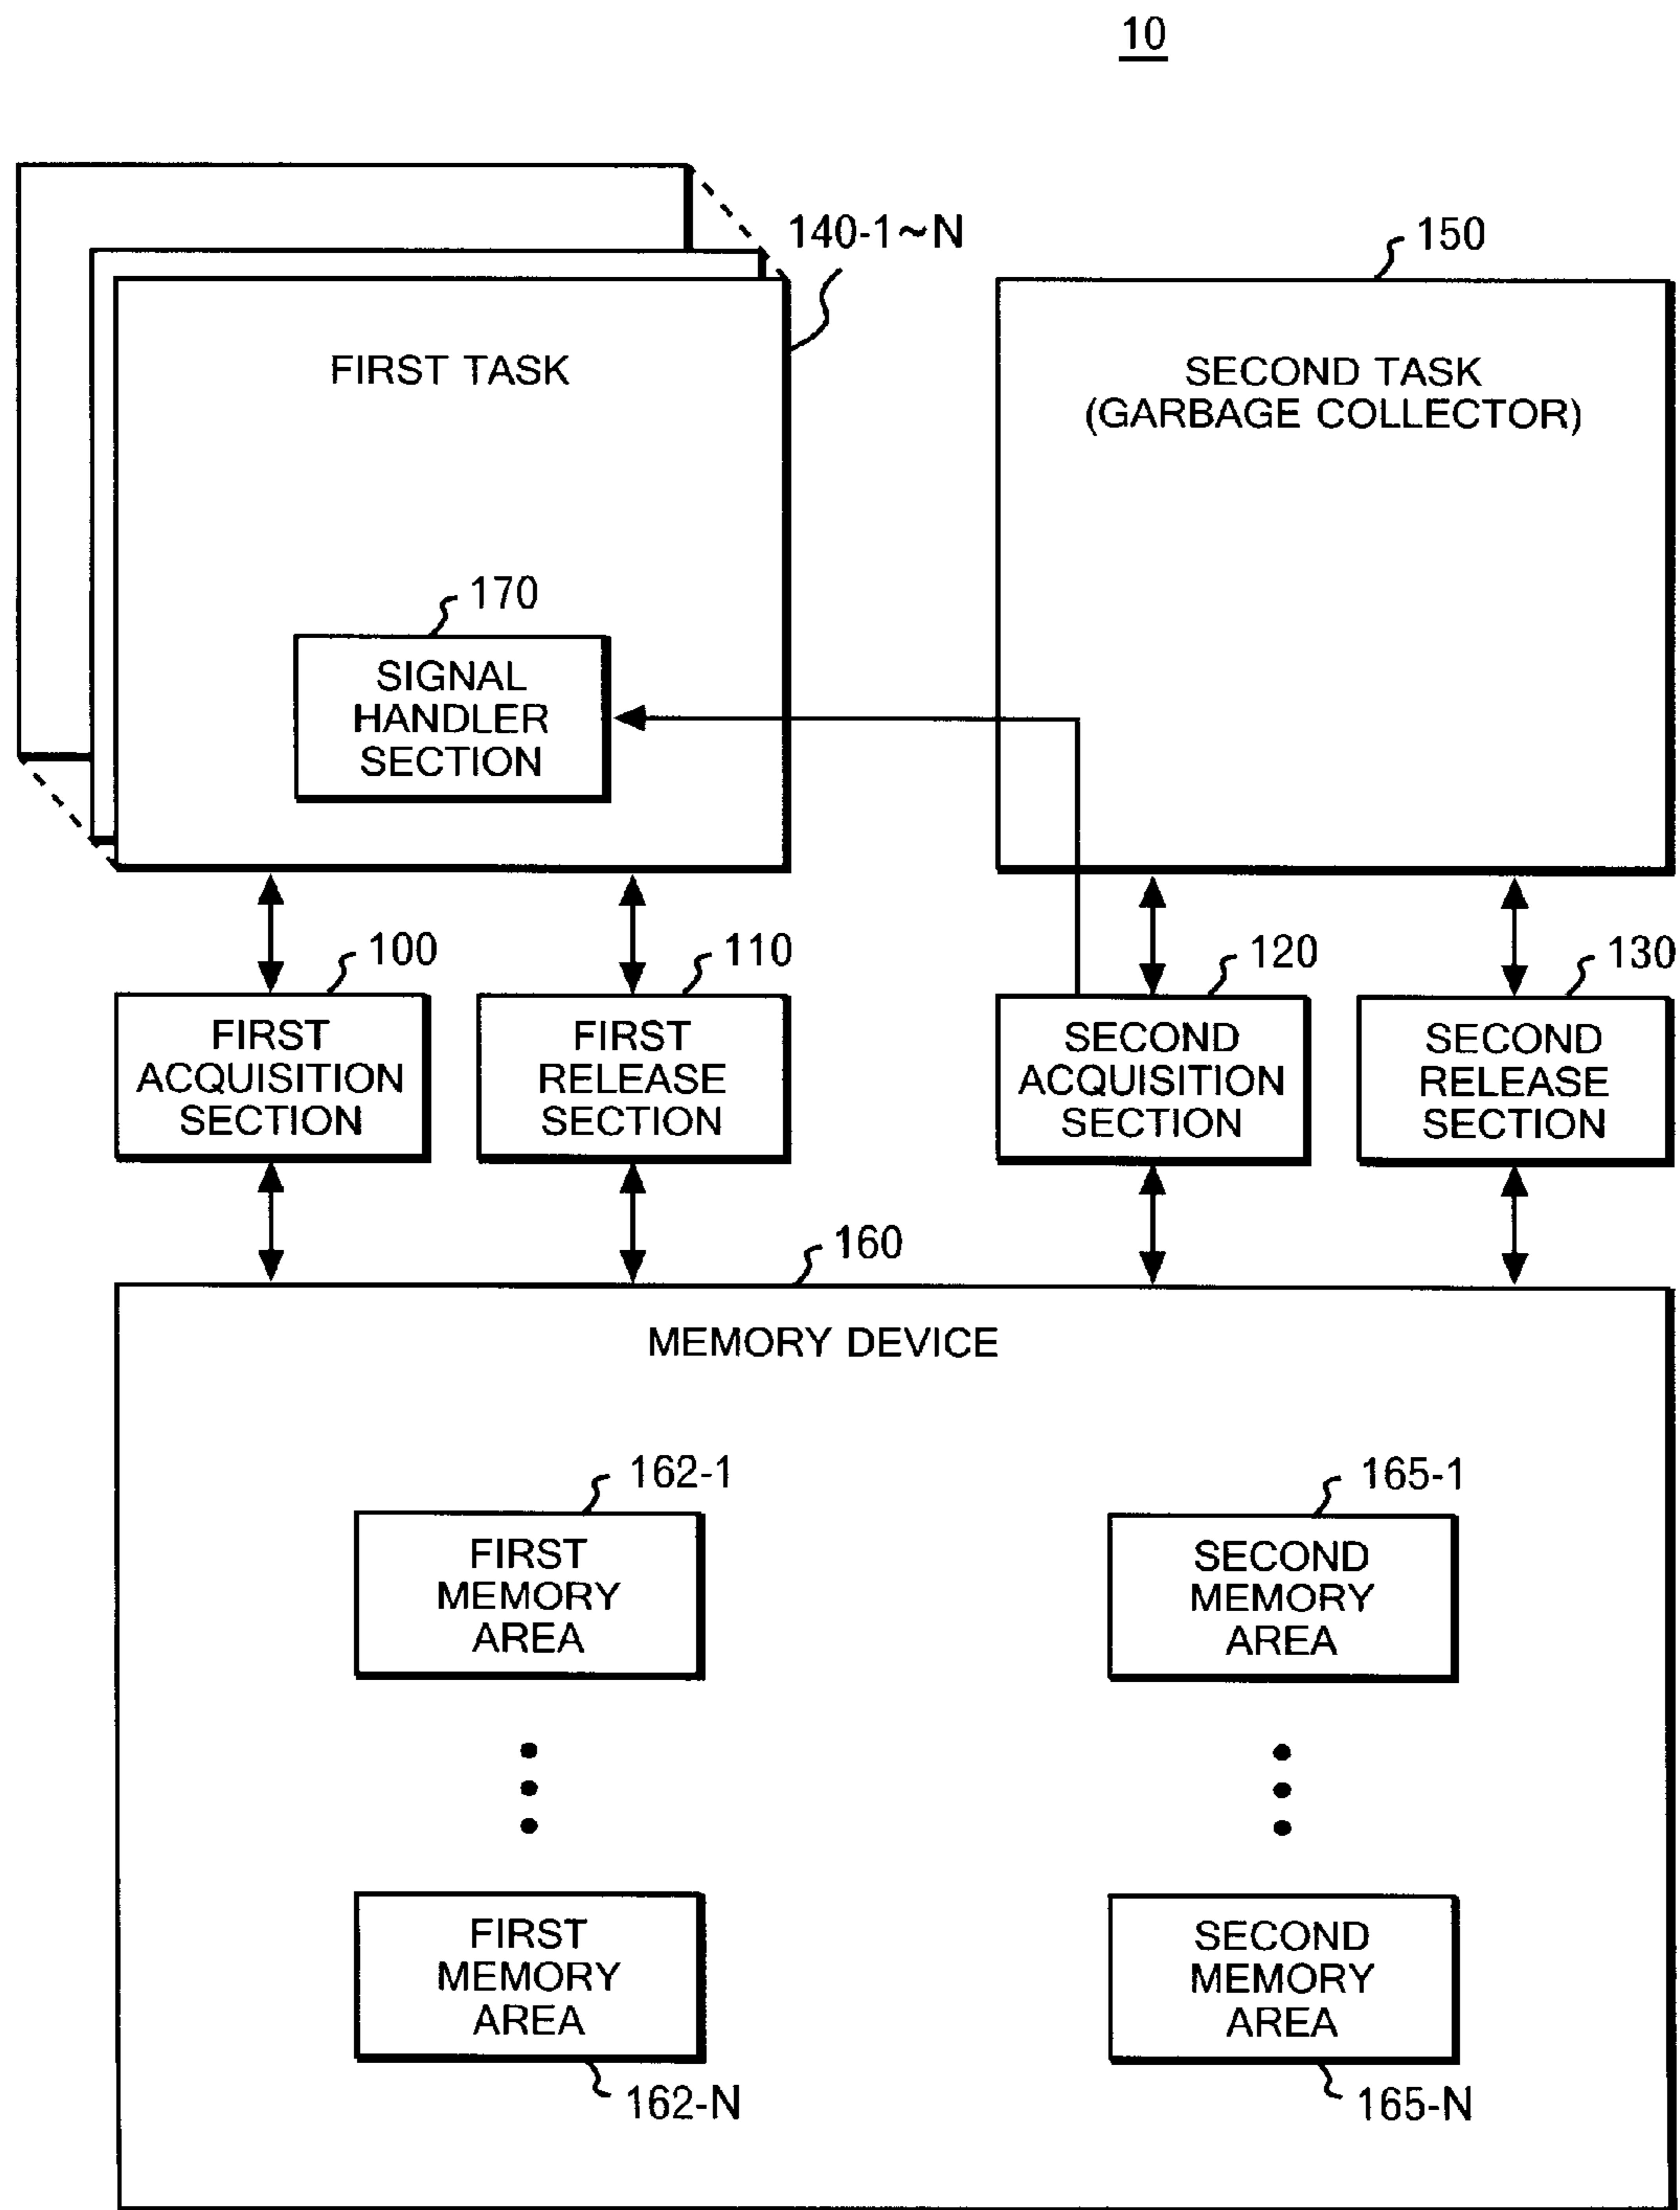 10
140-1~N
150
FIRST TASK
SECOND TASK
(GARBAGE COLLECTOR)
170
SIGNAL
HANDLER
SECTION
100
110
120
130
FIRST
ACQUISITION
SECTION
FIRST
RELEASE
SECTION
SECOND
ACQUISITION
SECTION
SECOND
RELEASE
SECTION
160
MEMORY DEVICE
162-1
165-1
FIRST
MEMORY
AREA
SECOND
MEMORY
AREA
FIRST
MEMORY
AREA
SECOND
MEMORY
AREA
162-N
165-N